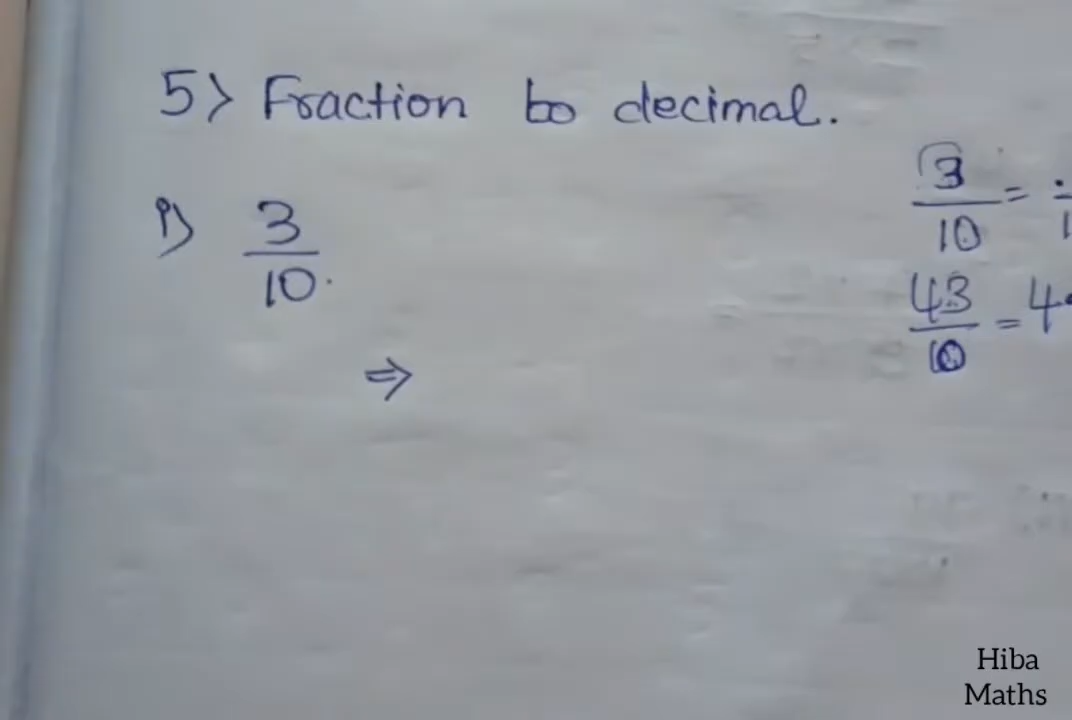 5> Fraction to decimal.
i) 3/10.
⇒
3/10 =
43/10 = 4
Hiba
Maths